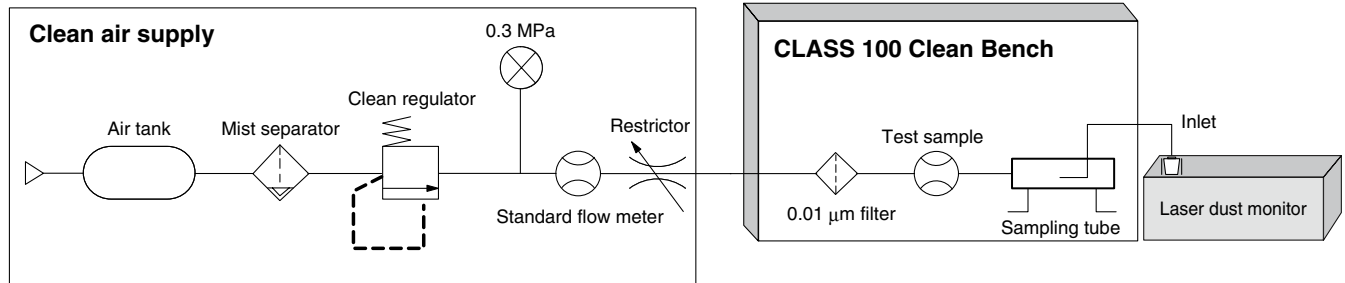 Clean air supply
0.3 MPa
Clean regulator
Air tank
Mist separator
Restrictor
Standard flow meter
CLASS 100 Clean Bench
Test sample
Inlet
0.01 μm filter
Sampling tube
Laser dust monitor